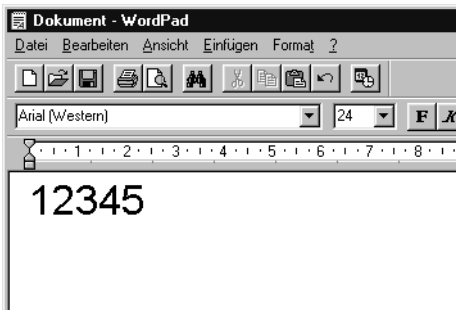 Dokument - WordPad
Datei Bearbeiten Ansicht Einfügen Format ?
Arial (Western) 24 F K
1 2 3 4 5 6 7 8
12345